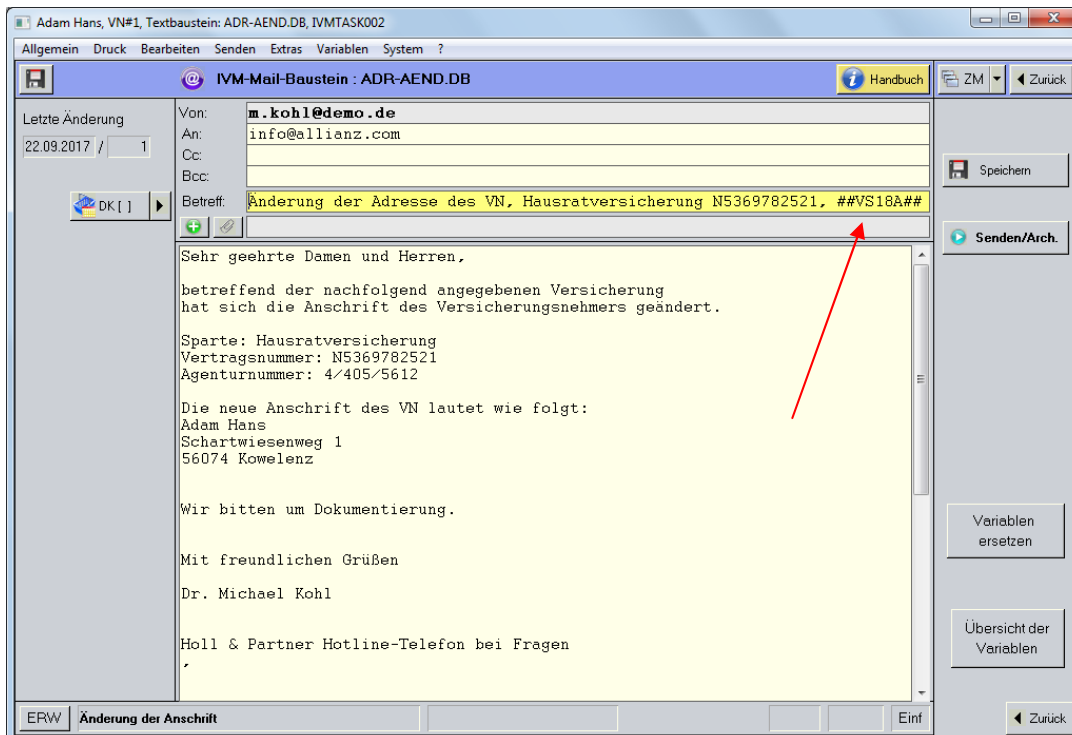 Adam Hans, VN#1, Textbaustein: ADR-AEND.DB, IVMTASK002
Allgemein Druck Bearbeiten Senden Extras Variablen System ?
IVM-Mail-Baustein : ADR-AEND.DB
Handbuch
ZM
Zurück
Letzte Änderung
22.09.2017 / 1
DK [ ]
Von: m.kohl@demo.de
An: info@allianz.com
Cc:
Bcc:
Betreff: Änderung der Adresse des VN, Hausratversicherung N5369782521, ##VS18A##
Sehr geehrte Damen und Herren,
betreffend der nachfolgend angegebenen Versicherung
hat sich die Anschrift des Versicherungsnehmers geändert.
Sparte: Hausratversicherung
Vertragsnummer: N5369782521
Agenturnummer: 4/405/5612
Die neue Anschrift des VN lautet wie folgt:
Adam Hans
Schartwiesenweg 1
56074 Kowelenz
Wir bitten um Dokumentierung.
Mit freundlichen Grüßen
Dr. Michael Kohl
Holl & Partner Hotline-Telefon bei Fragen
,
Speichern
Senden/Arch.
Variablen
ersetzen
Übersicht der
Variablen
ERW
Änderung der Anschrift
Einf
Zurück